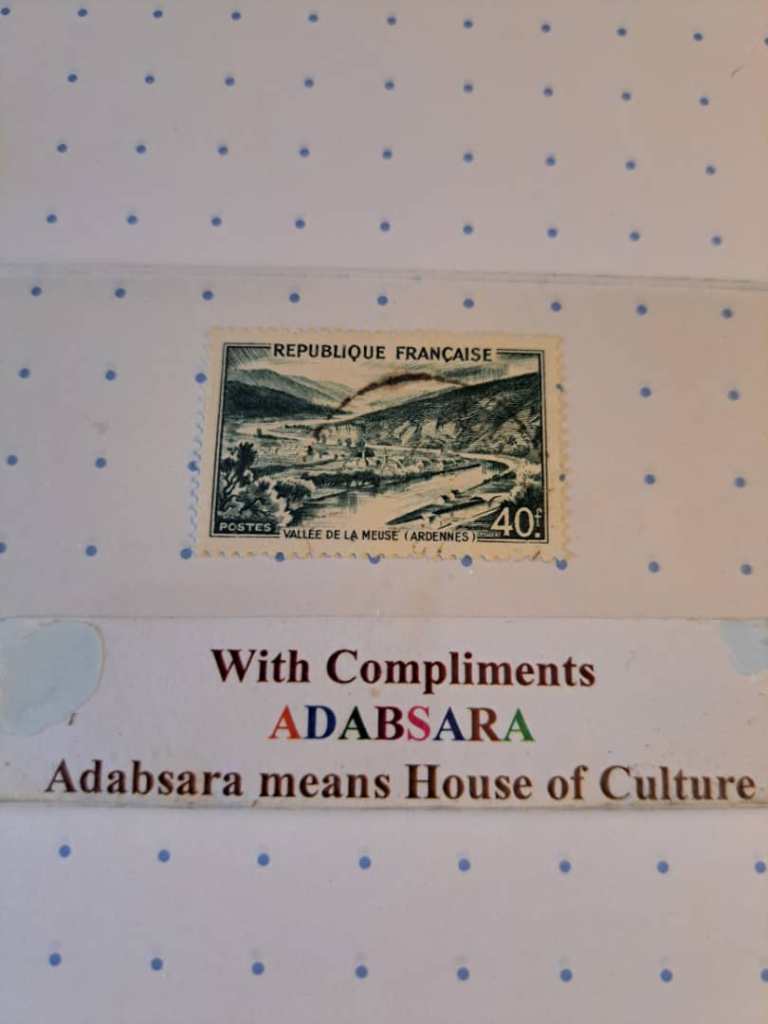 REPUBLIQUE FRANÇAISE
POSTES
VALLÉE DE LA MEUSE (ARDENNES)
40f.
With Compliments
ADABSARA
Adabsara means House of Culture